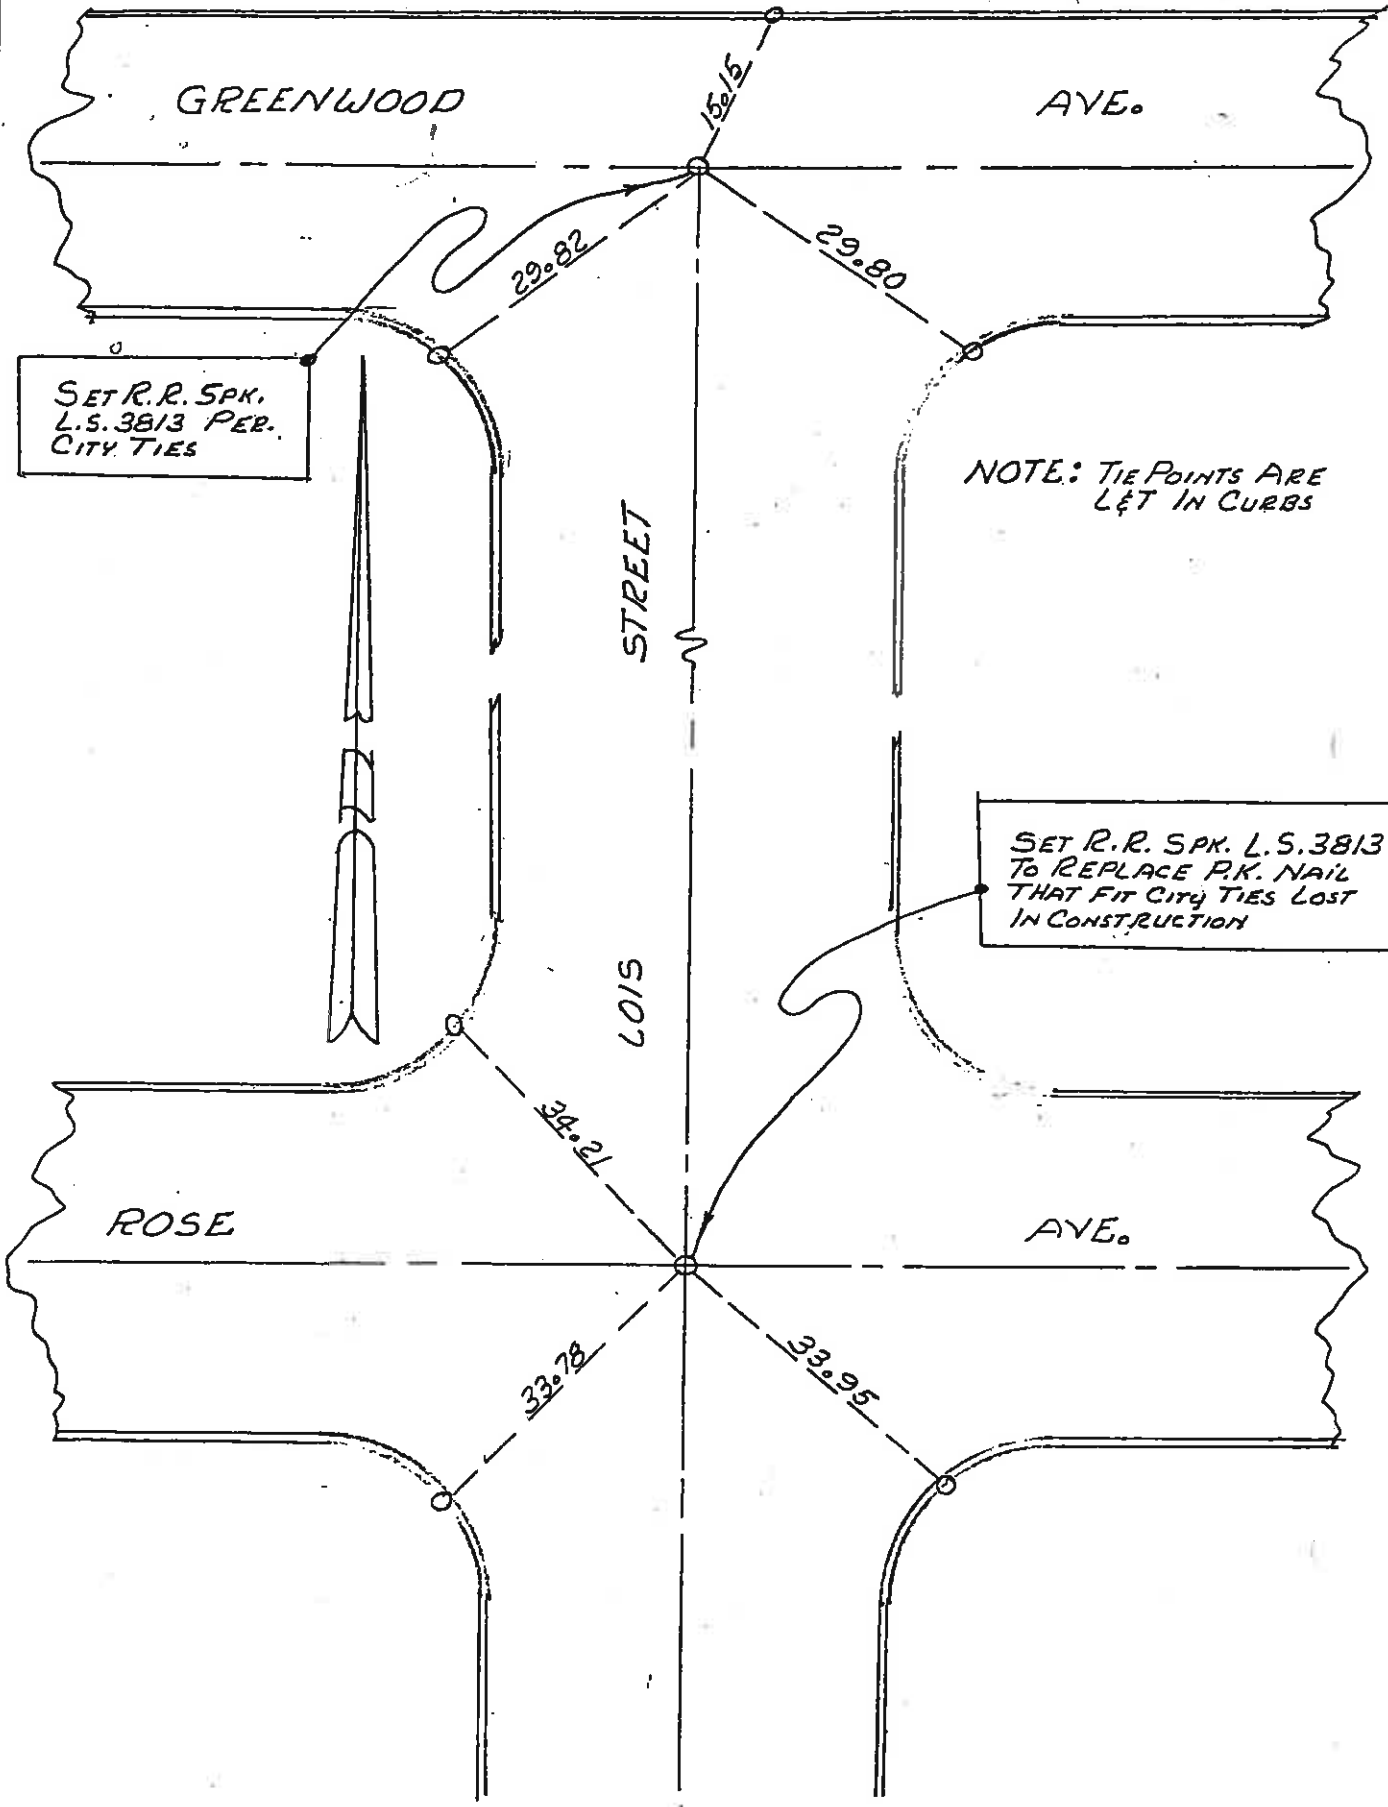 GREENWOOD AVE.
15.15
29.82
29.80
SET R.R. SPK.
L.S. 3813 PER.
CITY TIES
NOTE: TIE POINTS ARE
L&T IN CURBS
STREET
SET R.R. SPK. L.S. 3813
TO REPLACE P.K. NAIL
THAT FIT CITY TIES LOST
IN CONSTRUCTION
LOIS
34.21
ROSE AVE.
33.78
33.95